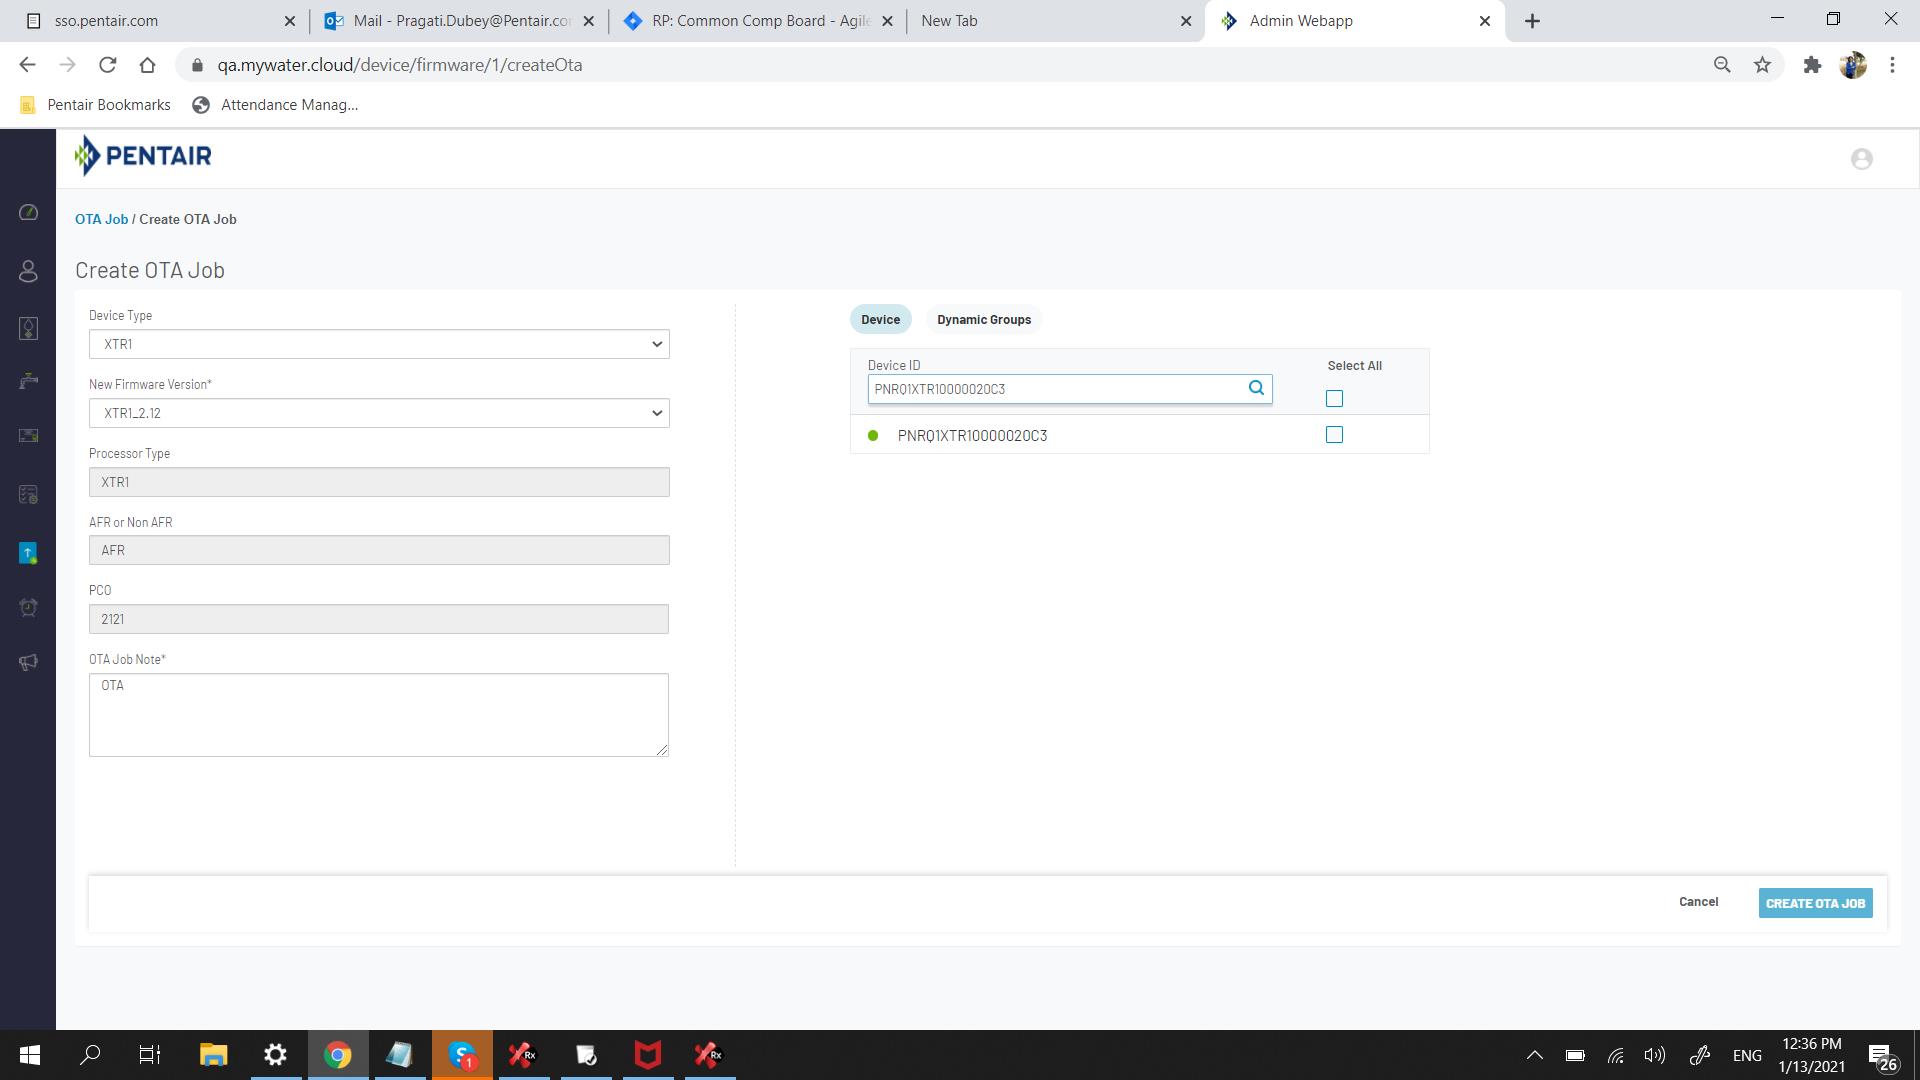 sso.pentair.com
Mail - Pragati.Dubey@Pentair.co
RP: Common Comp Board - Agile
New Tab
Admin Webapp
qa.mywater.cloud/device/firmware/1/createOta
Pentair Bookmarks
Attendance Manag...
PENTAIR
OTA Job / Create OTA Job
Create OTA Job
Device Type
XTR1
New Firmware Version*
XTR1_2.12
Processor Type
XTR1
AFR or Non AFR
AFR
PCO
2121
OTA Job Note*
OTA
Device
Dynamic Groups
Device ID
Select All
PNRQ1XTR10000020C3
PNRQ1XTR10000020C3
Cancel
CREATE OTA JOB
Rx
1
Rx
ENG
12:36 PM
1/13/2021
26